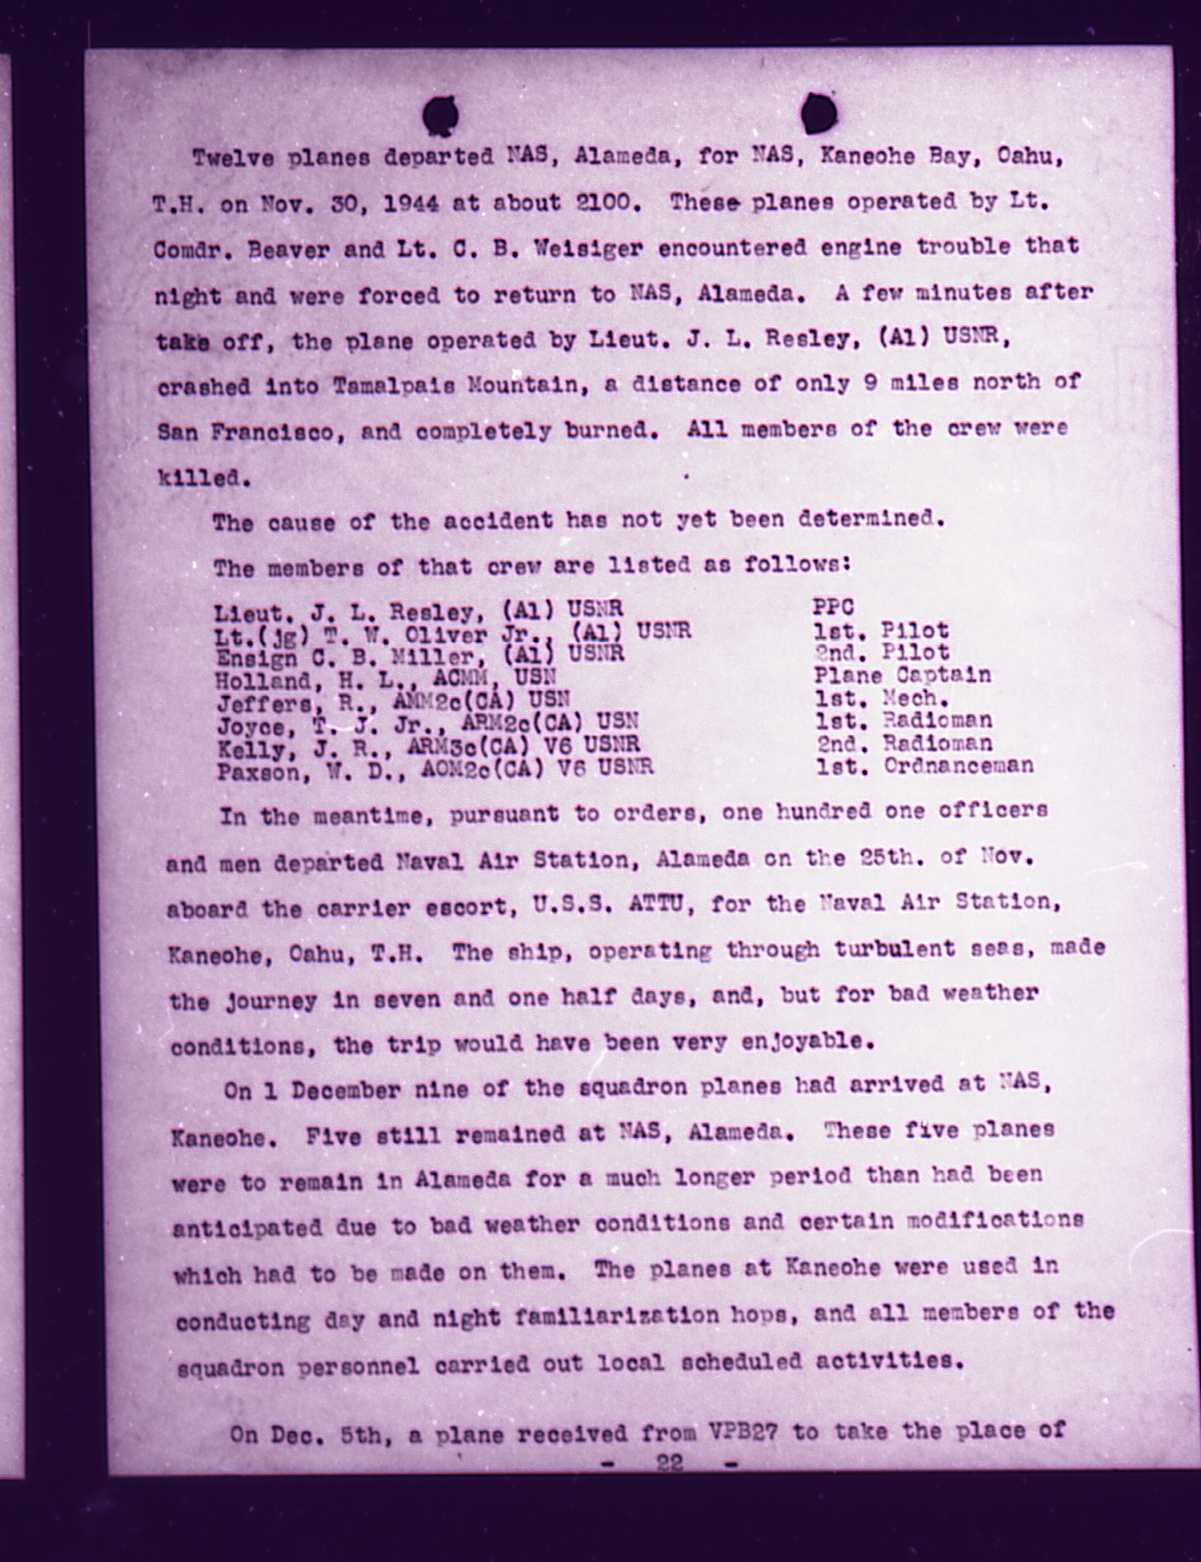 Twelve planes departed NAS, Alameda, for NAS, Kaneohe Bay, Oahu,
T.H. on Nov. 30, 1944 at about 2100. These planes operated by Lt.
Comdr. Beaver and Lt. C. B. Weisiger encountered engine trouble that
night and were forced to return to NAS, Alameda. A few minutes after
take off, the plane operated by Lieut. J. L. Resley, (A1) USNR,
crashed into Tamalpais Mountain, a distance of only 9 miles north of
San Francisco, and completely burned. All members of the crew were
killed.
The cause of the accident has not yet been determined.
The members of that crew are listed as follows:
Lieut. J. L. Resley, (A1) USNR PPC
Lt.(jg) T. W. Oliver Jr., (A1) USNR 1st. Pilot
Ensign C. B. Miller, (A1) USNR 2nd. Pilot
Holland, H. L., ACMM, USN Plane Captain
Jeffers, R., AMM2c(CA) USN 1st. Mech.
Joyce, T. J. Jr., ARM2c(CA) USN 1st. Radioman
Kelly, J. R., ARM3c(CA) V6 USNR 2nd. Radioman
Paxson, W. D., AOM2c(CA) V6 USNR 1st. Ordnanceman
In the meantime, pursuant to orders, one hundred one officers
and men departed Naval Air Station, Alameda on the 25th. of Nov.
aboard the carrier escort, U.S.S. ATTU, for the Naval Air Station,
Kaneohe, Oahu, T.H. The ship, operating through turbulent seas, made
the journey in seven and one half days, and, but for bad weather
conditions, the trip would have been very enjoyable.
On 1 December nine of the squadron planes had arrived at NAS,
Kaneohe. Five still remained at NAS, Alameda. These five planes
were to remain in Alameda for a much longer period than had been
anticipated due to bad weather conditions and certain modifications
which had to be made on them. The planes at Kaneohe were used in
conducting day and night familiarization hops, and all members of the
squadron personnel carried out local scheduled activities.
On Dec. 5th, a plane received from VPB27 to take the place of
- 22 -